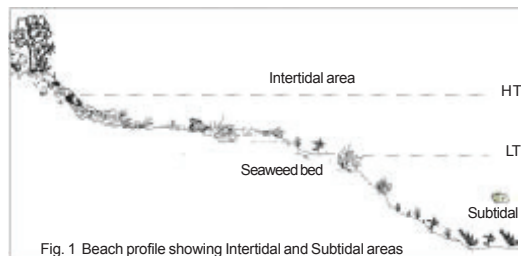 Intertidal area
HT
LT
Seaweed bed
Subtidal
Fig. 1 Beach profile showing Intertidal and Subtidal areas